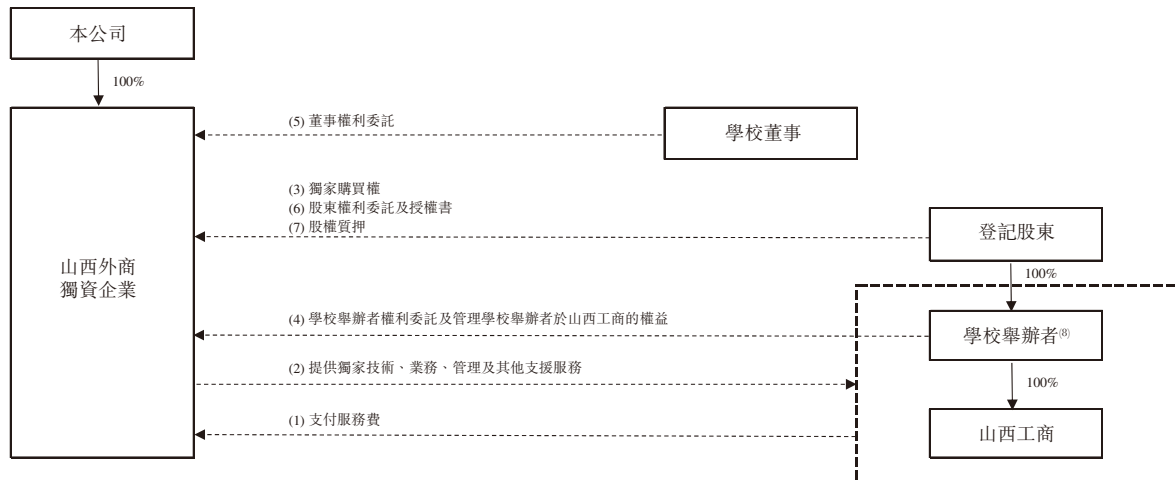 本公司
100%
(5) 董事權利委託
學校董事
(3) 獨家購買權
(6) 股東權利委託及授權書
(7) 股權質押
登記股東
山西外商
獨資企業
100%
(4) 學校舉辦者權利委託及管理學校舉辦者於山西工商的權益
學校舉辦者(8)
(2) 提供獨家技術、業務、管理及其他支援服務
100%
(1) 支付服務費
山西工商